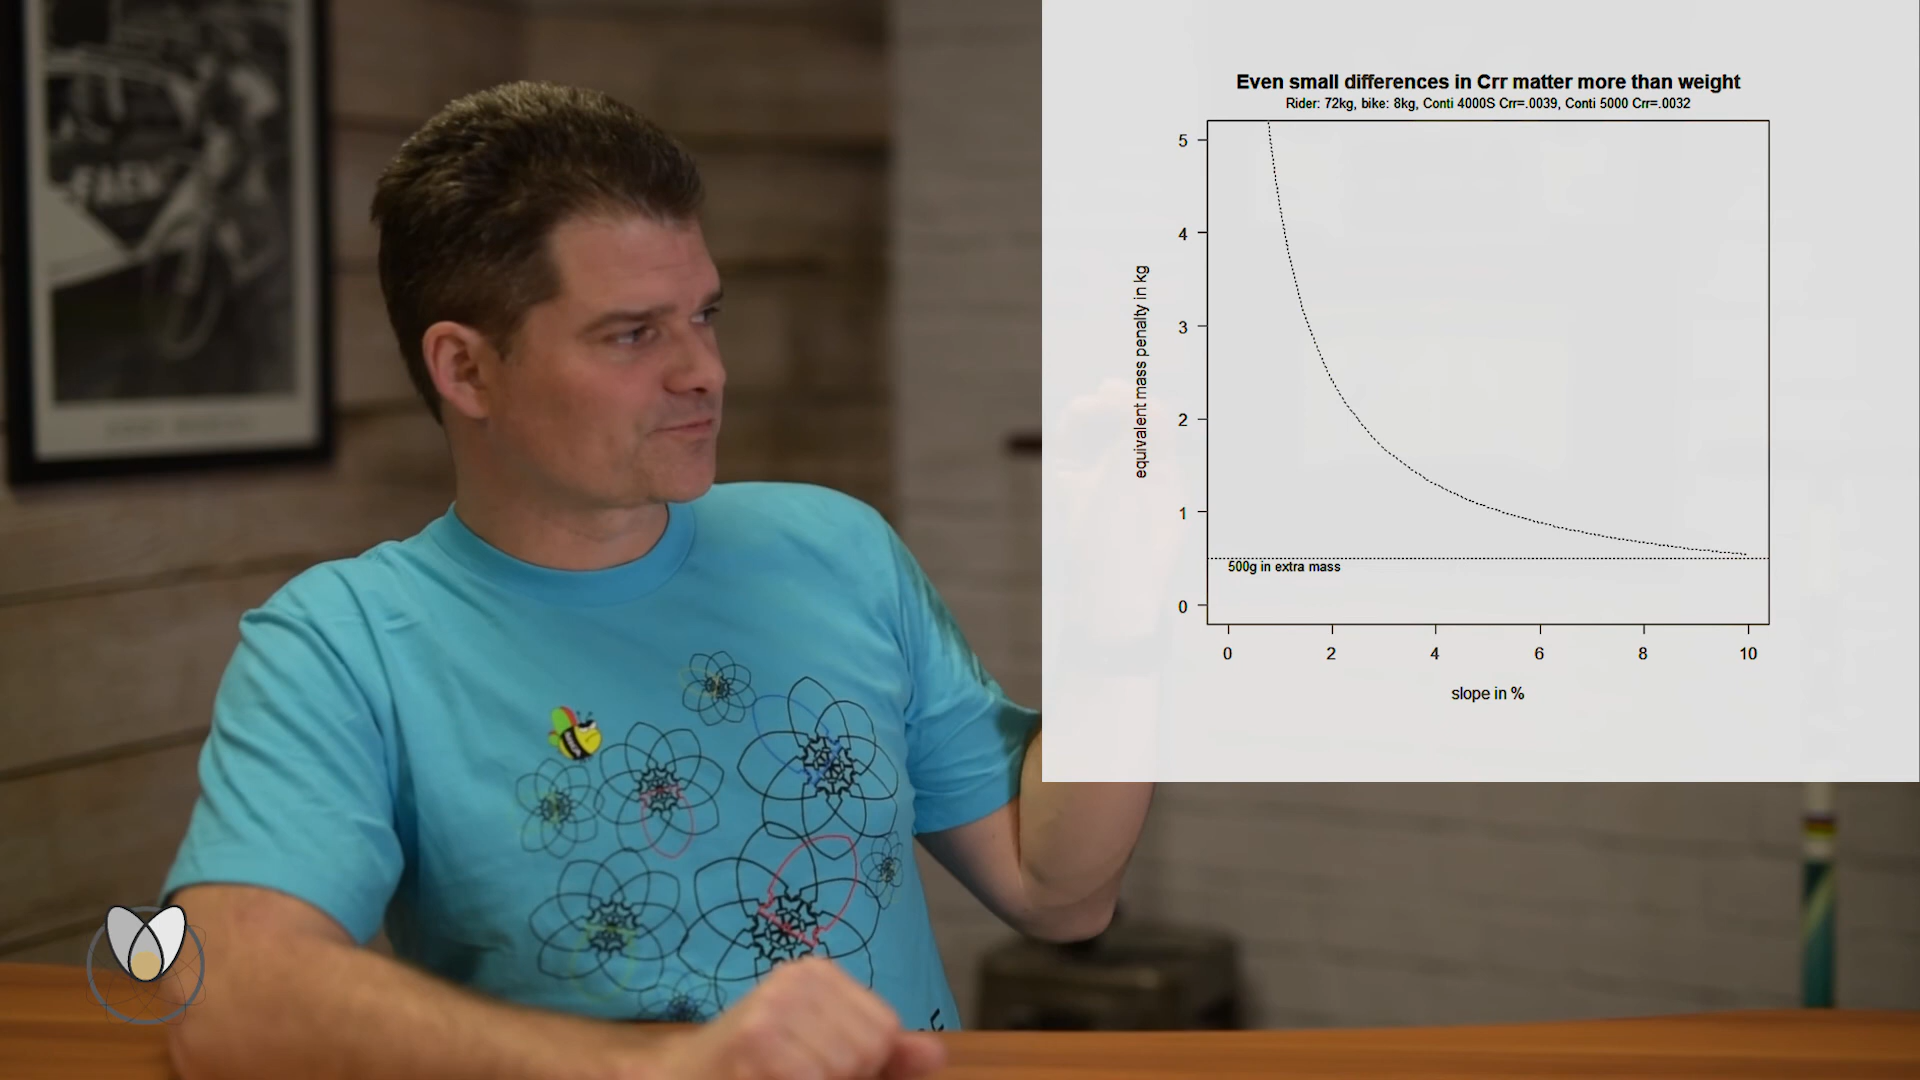 Even small differences in Crr matter more than weight
Rider: 72kg, bike: 8kg, Conti 4000S Crr=.0039, Conti 5000 Crr=.0032
equivalent mass penalty in kg
5
4
3
2
1
0
500g in extra mass
0 2 4 6 8 10
slope in %